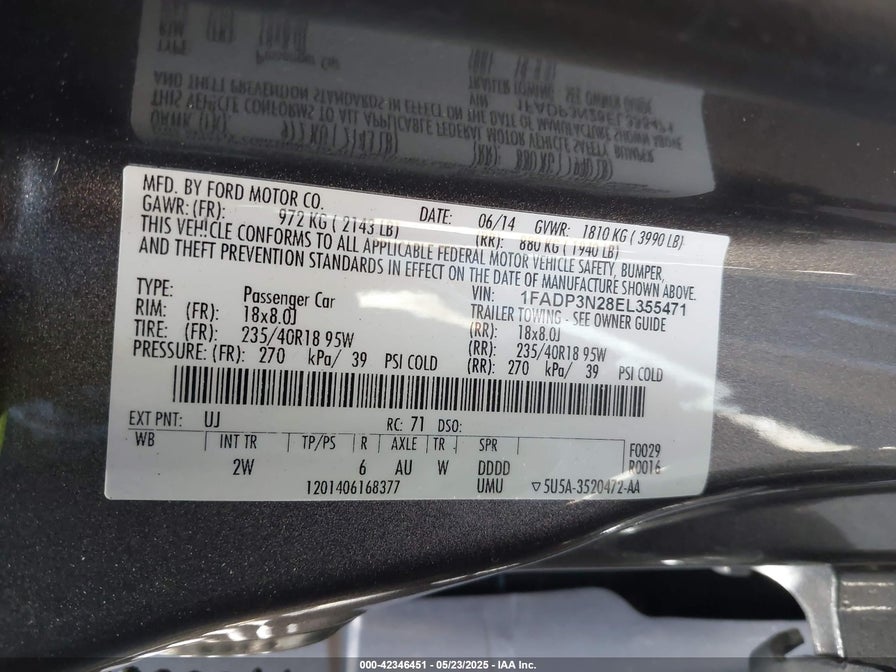 MFD. BY FORD MOTOR CO.
DATE: 06/14 GVWR: 1810 KG ( 3990 LB)
GAWR: (FR): 972 KG ( 2143 LB) (RR): 880 KG ( 1940 LB)
THIS VEHICLE CONFORMS TO ALL APPLICABLE FEDERAL MOTOR VEHICLE SAFETY, BUMPER,
AND THEFT PREVENTION STANDARDS IN EFFECT ON THE DATE OF MANUFACTURE SHOWN ABOVE.
VIN: 1FADP3N28EL355471
TYPE: Passenger Car TRAILER TOWING - SEE OWNER GUIDE
RIM: (FR): 18x8.0J (RR): 18x8.0J
TIRE: (FR): 235/40R18 95W (RR): 235/40R18 95W
PRESSURE: (FR): 270 kPa/ 39 PSI COLD (RR): 270 kPa/ 39 PSI COLD
EXT PNT: UJ RC: 71 DSO:
WB INT TR TP/PS R AXLE TR SPR F0029
2W 6 AU W DDDD R0016
1201406168377 UMU ▽5U5A-3520472-AA
000-42346451 - 05/23/2025 - IAA Inc.